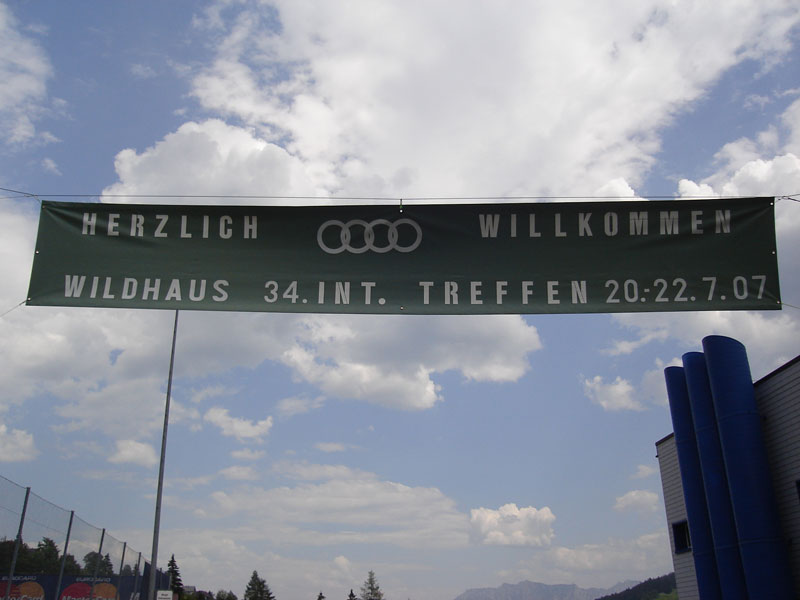 HERZLICH WILLKOMMEN
WILDHAUS 34. INT. TREFFEN 20.-22.7.07